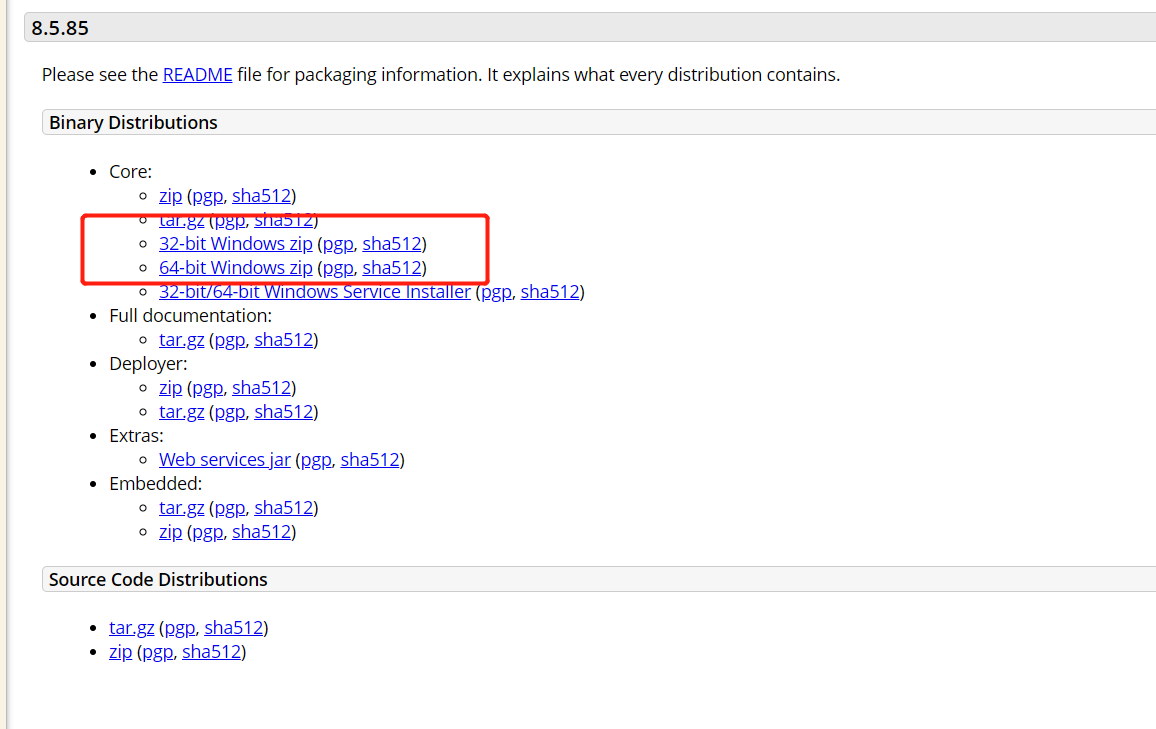 8.5.85
Please see the README file for packaging information. It explains what every distribution contains.
Binary Distributions
Core:
zip (pgp, sha512)
tar.gz (pgp, sha512)
32-bit Windows zip (pgp, sha512)
64-bit Windows zip (pgp, sha512)
32-bit/64-bit Windows Service Installer (pgp, sha512)
Full documentation:
tar.gz (pgp, sha512)
Deployer:
zip (pgp, sha512)
tar.gz (pgp, sha512)
Extras:
Web services jar (pgp, sha512)
Embedded:
tar.gz (pgp, sha512)
zip (pgp, sha512)
Source Code Distributions
tar.gz (pgp, sha512)
zip (pgp, sha512)